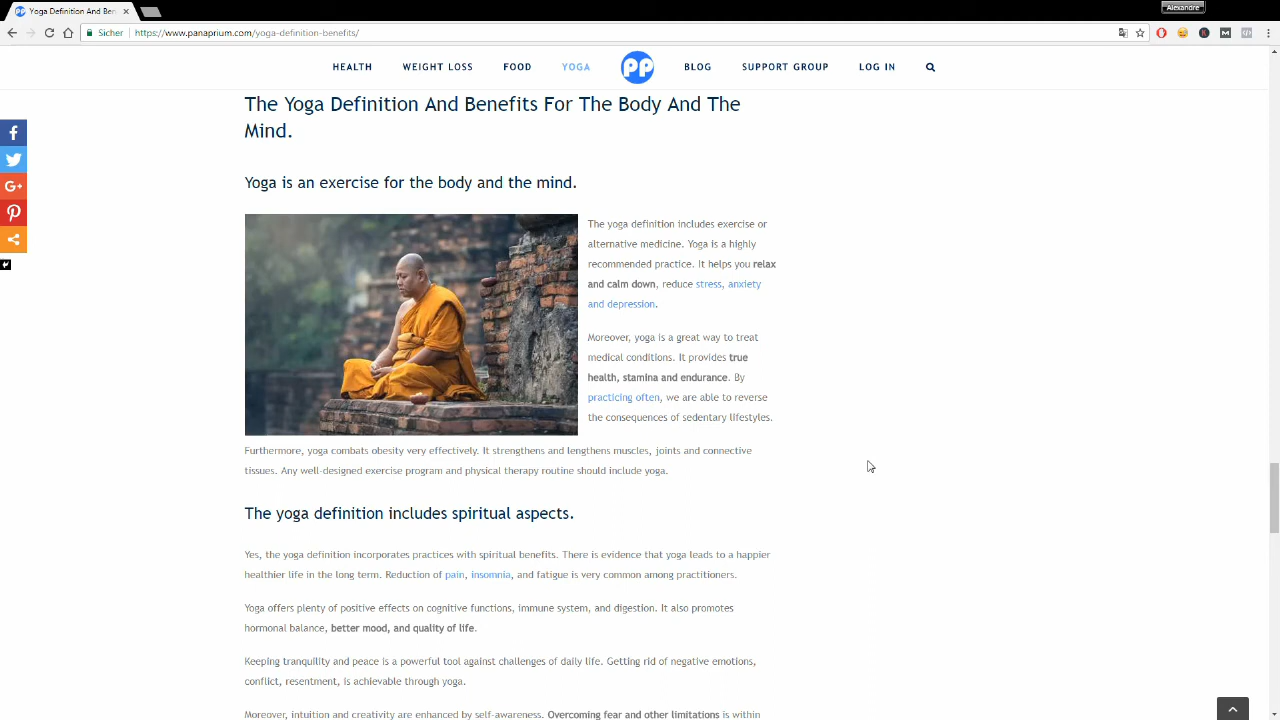 Yoga Definition And Ben
Alexandre
Sicher
https://www.panaprium.com/yoga-definition-benefits/
HEALTH WEIGHT LOSS FOOD YOGA PP BLOG SUPPORT GROUP LOG IN
The Yoga Definition And Benefits For The Body And The
Mind.
Yoga is an exercise for the body and the mind.
The yoga definition includes exercise or
alternative medicine. Yoga is a highly
recommended practice. It helps you relax
and calm down, reduce stress, anxiety
and depression.
Moreover, yoga is a great way to treat
medical conditions. It provides true
health, stamina and endurance. By
practicing often, we are able to reverse
the consequences of sedentary lifestyles.
Furthermore, yoga combats obesity very effectively. It strengthens and lengthens muscles, joints and connective
tissues. Any well-designed exercise program and physical therapy routine should include yoga.
The yoga definition includes spiritual aspects.
Yes, the yoga definition incorporates practices with spiritual benefits. There is evidence that yoga leads to a happier
healthier life in the long term. Reduction of pain, insomnia, and fatigue is very common among practitioners.
Yoga offers plenty of positive effects on cognitive functions, immune system, and digestion. It also promotes
hormonal balance, better mood, and quality of life.
Keeping tranquility and peace is a powerful tool against challenges of daily life. Getting rid of negative emotions,
conflict, resentment, is achievable through yoga.
Moreover, intuition and creativity are enhanced by self-awareness. Overcoming fear and other limitations is within